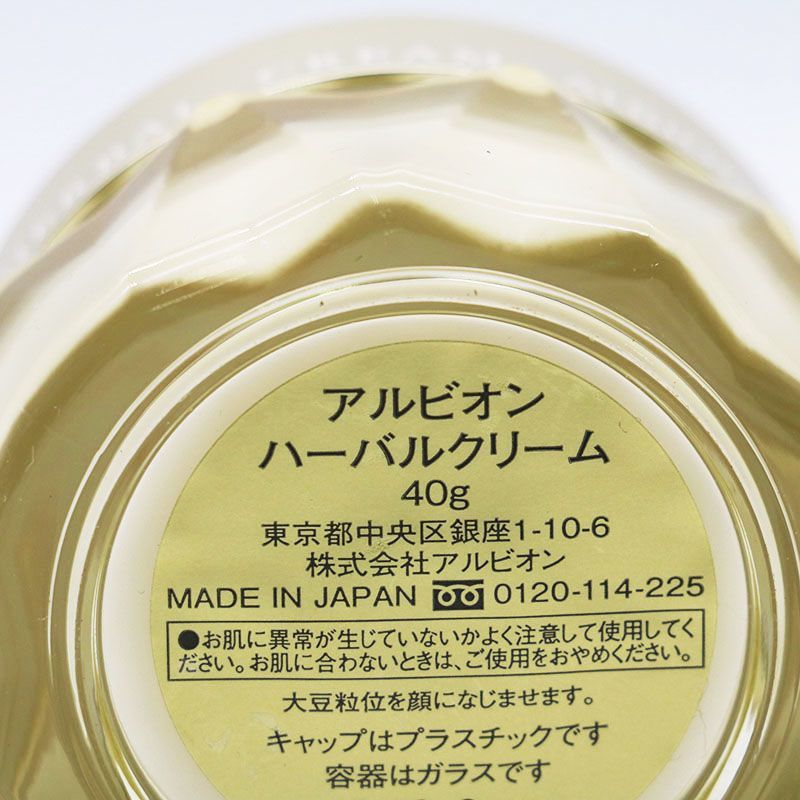 CREAM
アルビオン
ハーバルクリーム
40g
東京都中央区銀座1-10-6
株式会社アルビオン
MADE IN JAPAN 0120-114-225
●お肌に異常が生じていないかよく注意して使用してく
ださい。お肌に合わないときは、ご使用をおやめください。
大豆粒位を顔になじませます。
キャップはプラスチックです
容器はガラスです